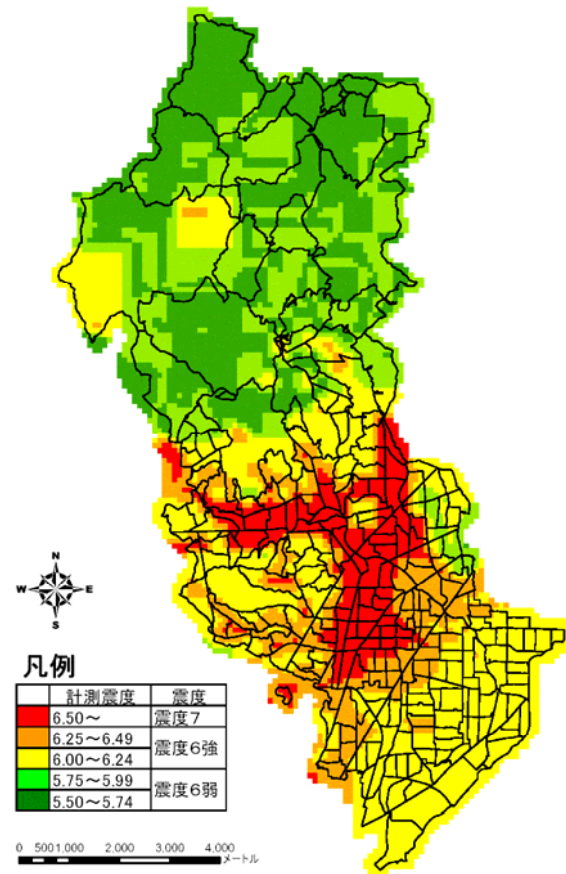 N
W E
S
凡例
計測震度 震度
6.50～ 震度7
6.25～6.49 震度6強
6.00～6.24
5.75～5.99 震度6弱
5.50～5.74
0 500 1,000 2,000 3,000 4,000
メートル